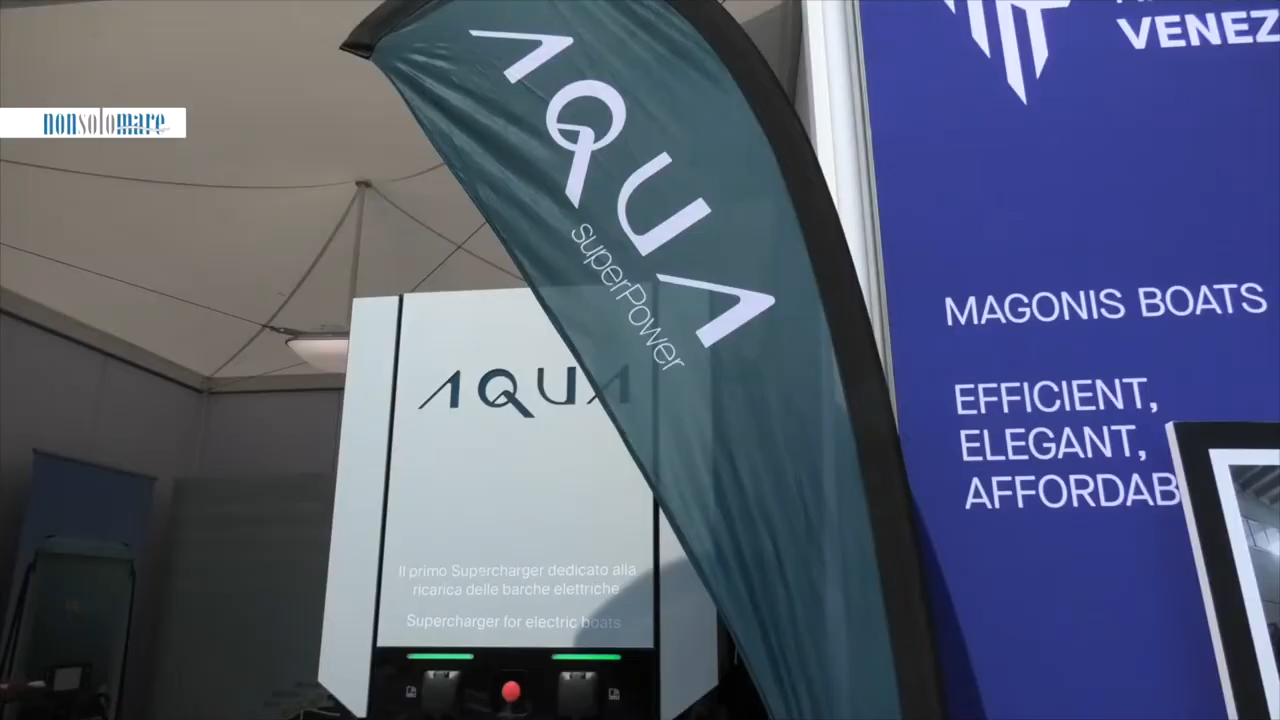 nonsolomare
AQUA
superPower
AQUA
Il primo Supercharger dedicato alla
ricarica delle barche elettriche
Supercharger for electric boats
VENEZ
MAGONIS BOATS
EFFICIENT,
ELEGANT,
AFFORDAB